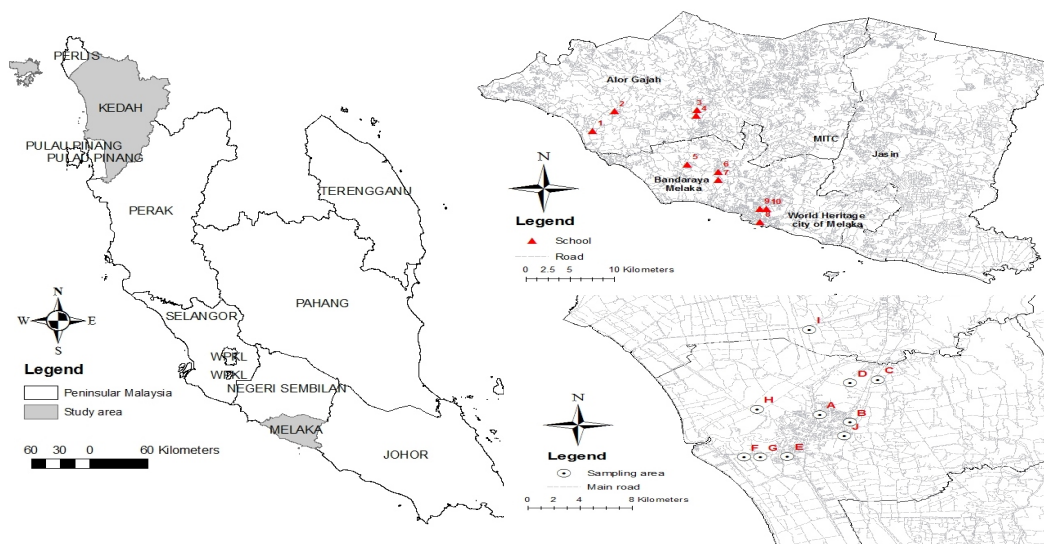 PERLIS
KEDAH
PULAU PINANG
PULAU PINANG
PERAK
TERENGGANU
PAHANG
SELANGOR
WPKL
WPKL
NEGERI SEMBILAN
MELAKA
JOHOR
N
W E
S
Legend
Peninsular Malaysia
Study area
60 0 60 Kilometers
Alor Gajah
1
2
3
4
MITC
Jasin
5
6
7
Bandaraya
Melaka
9 10
8
World Heritage
city of Melaka
N
Legend
School
Road
0 2.5 5 10 Kilometers
I
D
C
H
A
B
J
F
G
E
N
Legend
Sampling area
Main road
0 2 4 8 Kilometers